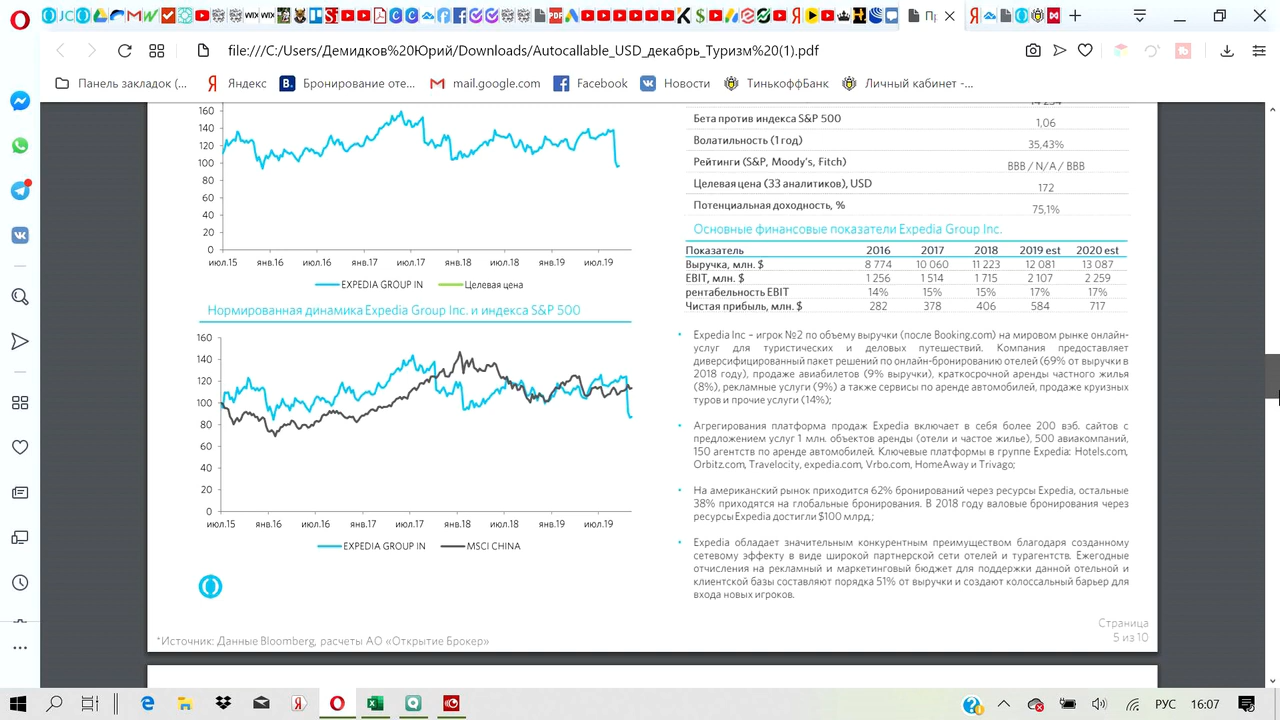 file:///C:/Users/Демидков%20Юрий/Downloads/Autocallable_USD_декабрь_Туризм%20(1).pdf
Панель закладок (... Яндекс Бронирование оте... mail.google.com Facebook Новости ТинькоффБанк Личный кабинет -...
160
140
120
100
80
60
40
20
0
июл.15 янв.16 июл.16 янв.17 июл.17 янв.18 июл.18 янв.19 июл.19
EXPEDIA GROUP IN Целевая цена
Нормированная динамика Expedia Group Inc. и индекса S&P 500
160
140
120
100
80
60
40
20
0
июл.15 янв.16 июл.16 янв.17 июл.17 янв.18 июл.18 янв.19 июл.19
EXPEDIA GROUP IN MSCI CHINA
*Источник: Данные Bloomberg, расчеты АО «Открытие Брокер»
Бета против индекса S&P 500 1,06
Волатильность (1 год) 35,43%
Рейтинги (S&P, Moody's, Fitch) BBB / N/A / BBB
Целевая цена (33 аналитиков), USD 172
Потенциальная доходность, % 75,1%
Основные финансовые показатели Expedia Group Inc.
Показатель 2016 2017 2018 2019 est 2020 est
Выручка, млн. $ 8 774 10 060 11 223 12 081 13 087
EBIT, млн. $ 1 256 1 514 1 715 2 107 2 259
рентабельность EBIT 14% 15% 15% 17% 17%
Чистая прибыль, млн. $ 282 378 406 584 717
• Expedia Inc – игрок №2 по объему выручки (после Booking.com) на мировом рынке онлайн-
услуг для туристических и деловых путешествий. Компания предоставляет
диверсифицированный пакет решений по онлайн-бронированию отелей (69% от выручки в
2018 году), продаже авиабилетов (9% выручки), краткосрочной аренды частного жилья
(8%), рекламные услуги (9%) а также сервисы по аренде автомобилей, продаже круизных
туров и прочие услуги (14%);
• Агрегирования платформа продаж Expedia включает в себя более 200 вэб. сайтов с
предложением услуг 1 млн. объектов аренды (отели и частое жилье), 500 авиакомпаний,
150 агентств по аренде автомобилей. Ключевые платформы в группе Expedia: Hotels.com,
Orbitz.com, Travelocity, expedia.com, Vrbo.com, HomeAway и Trivago;
• На американский рынок приходится 62% бронирований через ресурсы Expedia, остальные
38% приходятся на глобальные бронирования. В 2018 году валовые бронирования через
ресурсы Expedia достигли $100 млрд.;
• Expedia обладает значительным конкурентным преимуществом благодаря созданному
сетевому эффекту в виде широкой партнерской сети отелей и турагентств. Ежегодные
отчисления на рекламный и маркетинговый бюджет для поддержки данной отельной и
клиентской базы составляют порядка 51% от выручки и создают колоссальный барьер для
входа новых игроков.
Страница
5 из 10
РУС 16:07